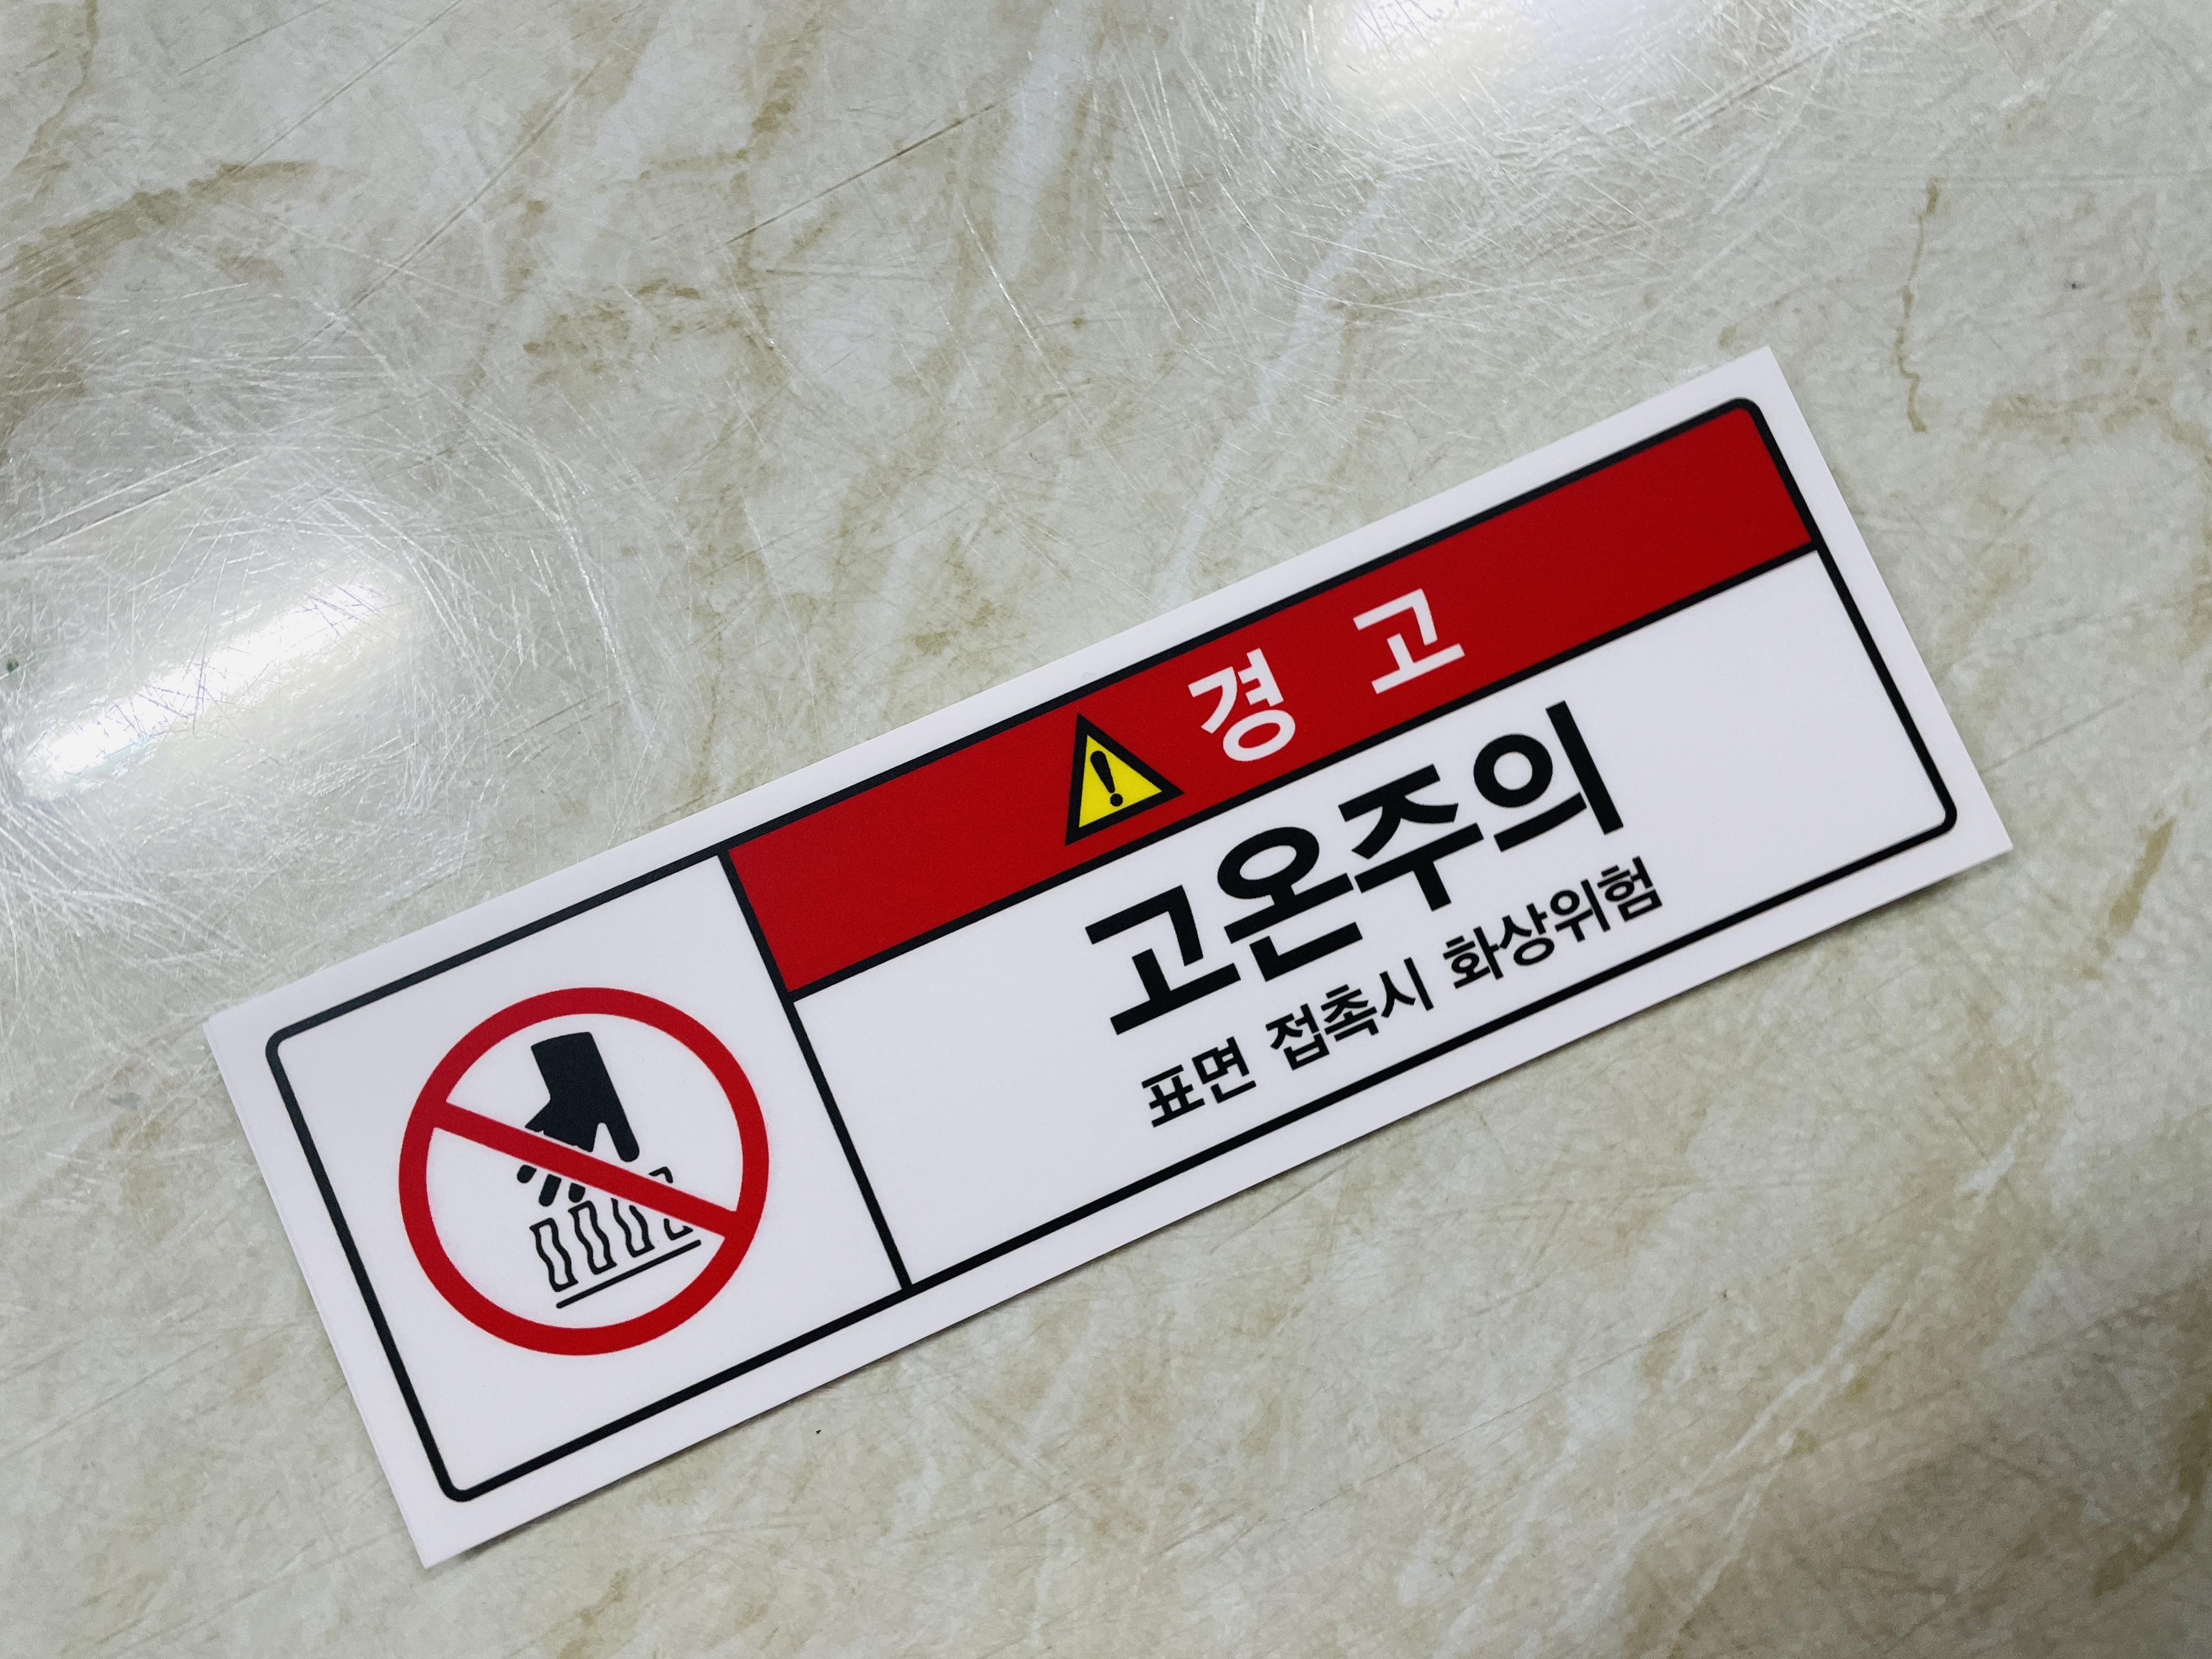 경 고
고온주의
표면 접촉시 화상위험